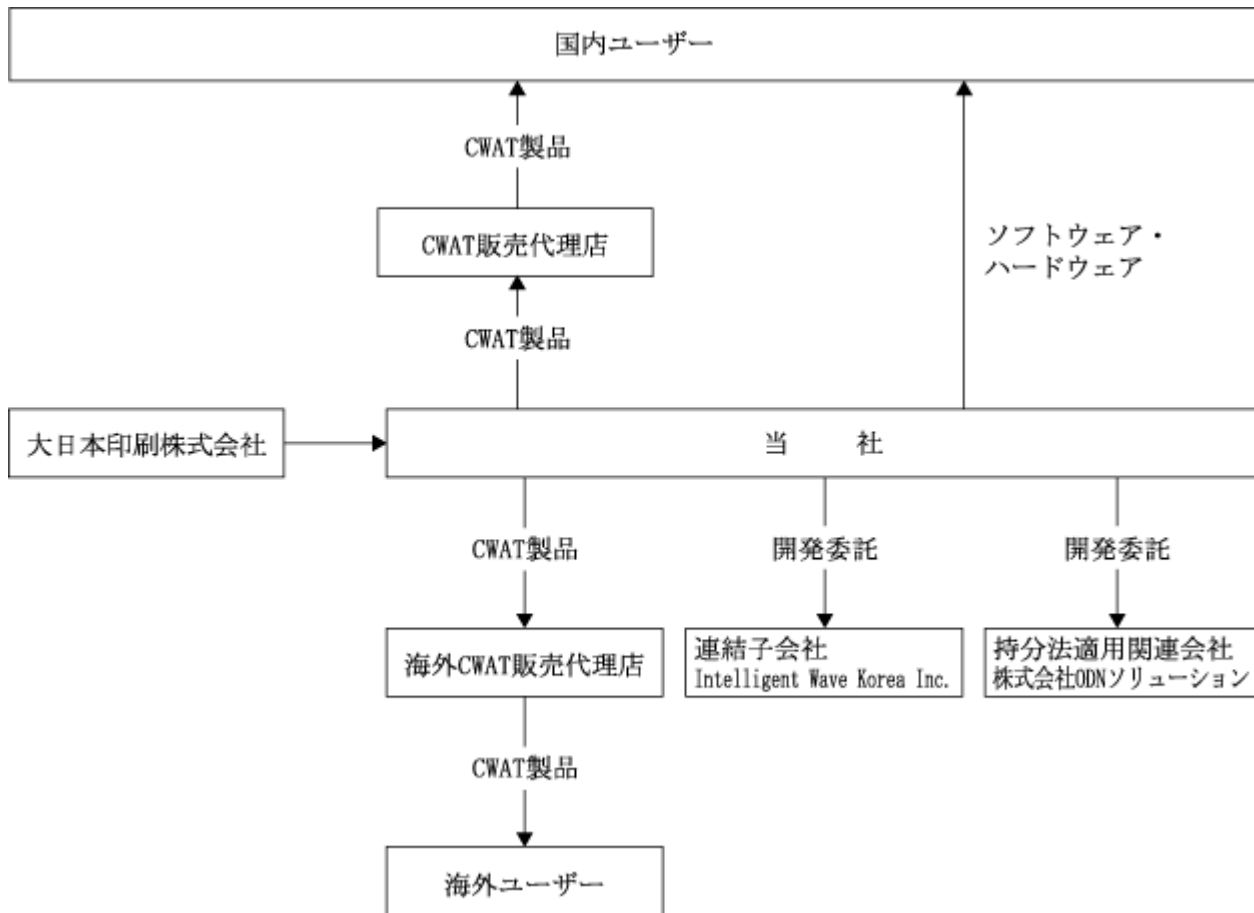 国内ユーザー
CWAT製品
CWAT販売代理店
ソフトウェア・
ハードウェア
CWAT製品
大日本印刷株式会社
当 社
CWAT製品
開発委託
開発委託
海外CWAT販売代理店
連結子会社
Intelligent Wave Korea Inc.
持分法適用関連会社
株式会社ODNソリューション
CWAT製品
海外ユーザー